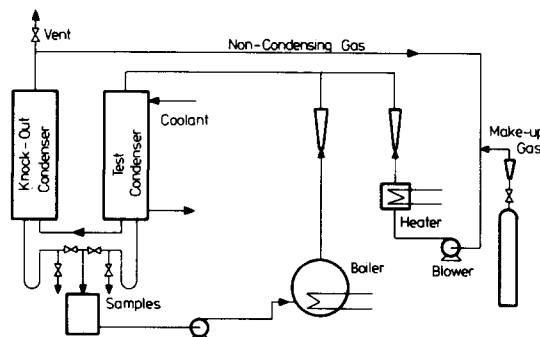 Vent
Non-Condensing Gas
Knock-Out
Condenser
Test
Condenser
Coolant
Make-up
Gas
Heater
Blower
Boiler
Samples